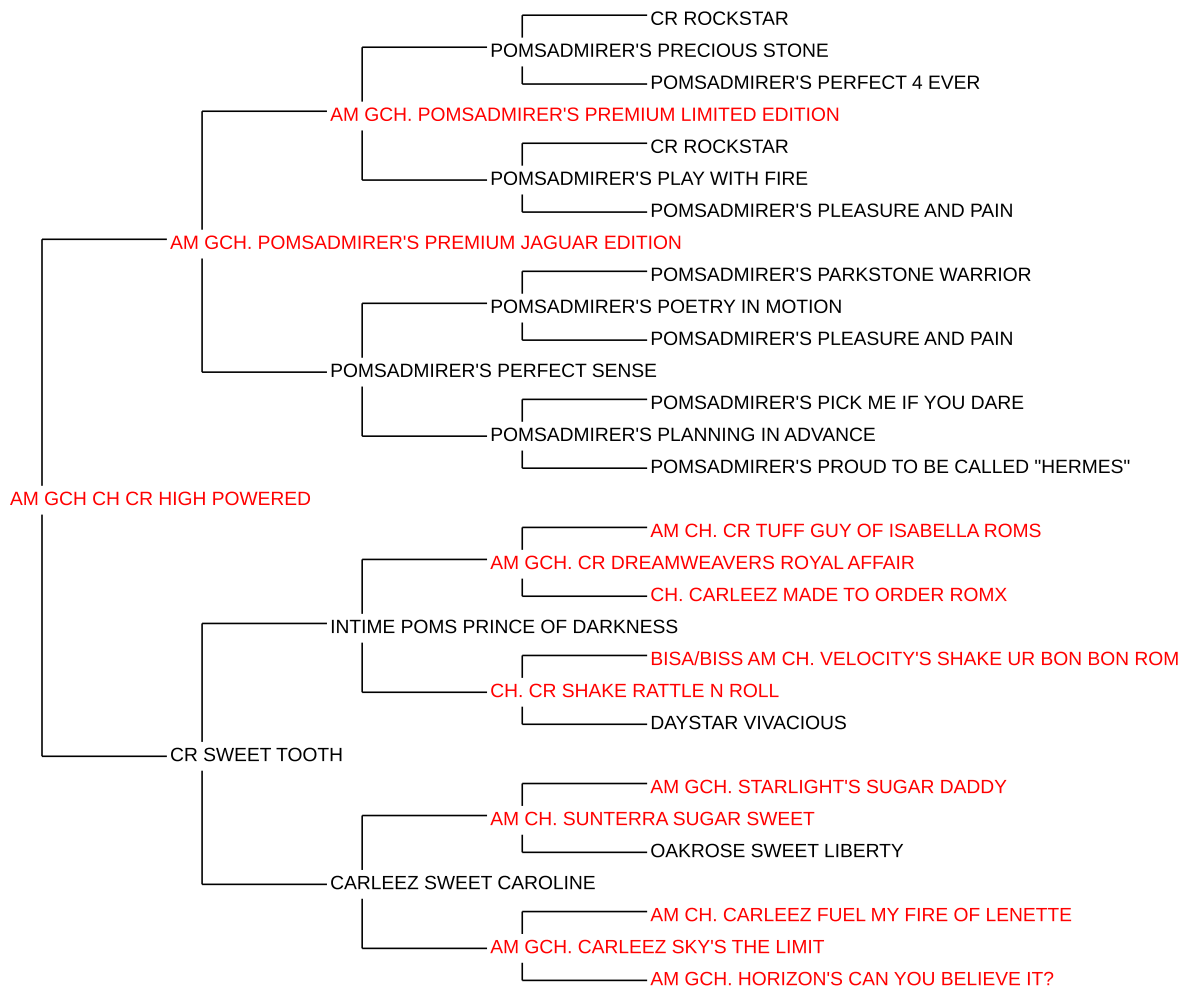 CR ROCKSTAR
POMSADMIRER'S PRECIOUS STONE
POMSADMIRER'S PERFECT 4 EVER
AM GCH. POMSADMIRER'S PREMIUM LIMITED EDITION
CR ROCKSTAR
POMSADMIRER'S PLAY WITH FIRE
POMSADMIRER'S PLEASURE AND PAIN
AM GCH. POMSADMIRER'S PREMIUM JAGUAR EDITION
POMSADMIRER'S PARKSTONE WARRIOR
POMSADMIRER'S POETRY IN MOTION
POMSADMIRER'S PLEASURE AND PAIN
POMSADMIRER'S PERFECT SENSE
POMSADMIRER'S PICK ME IF YOU DARE
POMSADMIRER'S PLANNING IN ADVANCE
POMSADMIRER'S PROUD TO BE CALLED "HERMES"
AM GCH CH CR HIGH POWERED
AM CH. CR TUFF GUY OF ISABELLA ROMS
AM GCH. CR DREAMWEAVERS ROYAL AFFAIR
CH. CARLEEZ MADE TO ORDER ROMX
INTIME POMS PRINCE OF DARKNESS
BISA/BISS AM CH. VELOCITY'S SHAKE UR BON BON ROM
CH. CR SHAKE RATTLE N ROLL
DAYSTAR VIVACIOUS
CR SWEET TOOTH
AM GCH. STARLIGHT'S SUGAR DADDY
AM CH. SUNTERRA SUGAR SWEET
OAKROSE SWEET LIBERTY
CARLEEZ SWEET CAROLINE
AM CH. CARLEEZ FUEL MY FIRE OF LENETTE
AM GCH. CARLEEZ SKY'S THE LIMIT
AM GCH. HORIZON'S CAN YOU BELIEVE IT?